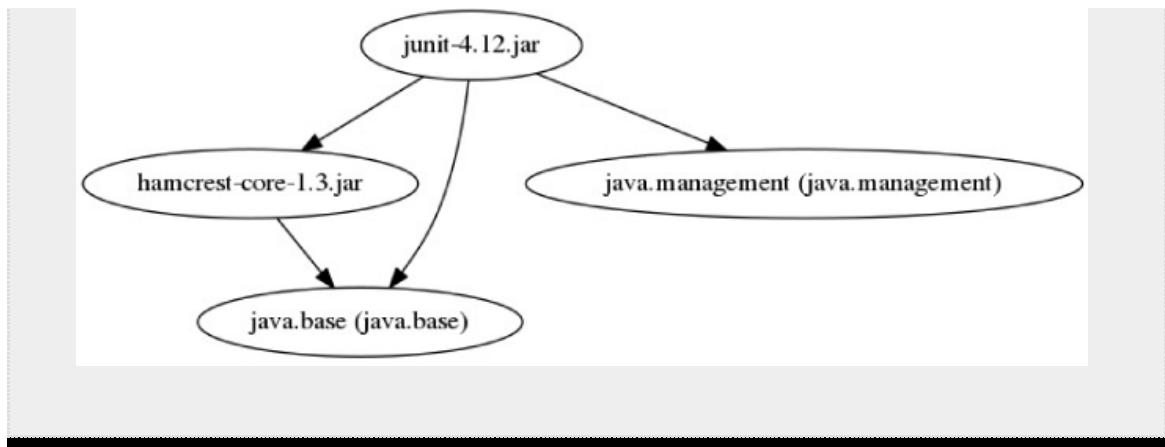 junit-4.12.jar
hamcrest-core-1.3.jar
java.management (java.management)
java.base (java.base)